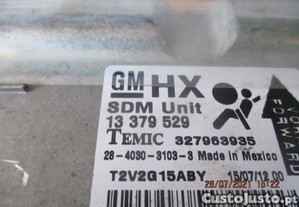 GM HX
SDM Unit
13 379 529
TEMIC 327963935
28-4030-3103-3 Made in Mexico
T2V2G15ABY 15/07/12 00
FORWARD
28/07/2021 16:22
CustoJusto.pt